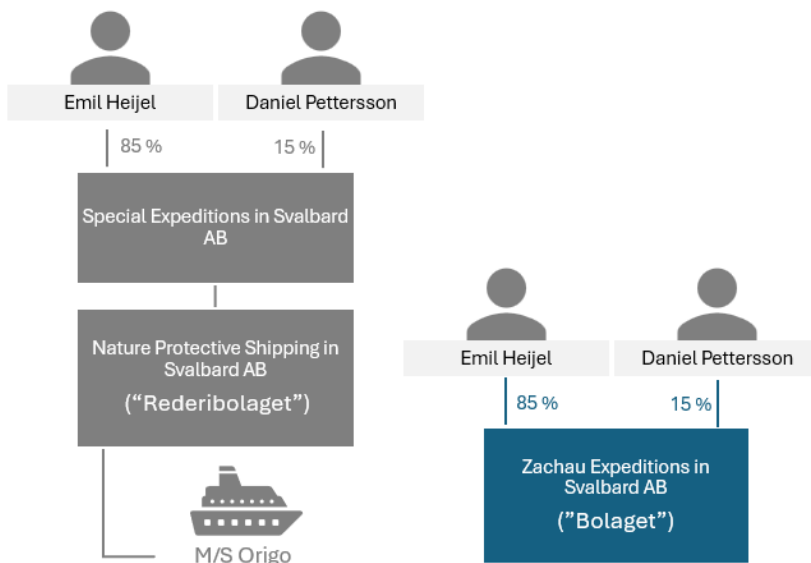 Emil Heijel
Daniel Pettersson
85 %
15 %
Special Expeditions in Svalbard
AB
Nature Protective Shipping in
Svalbard AB
(“Rederibolaget”)
M/S Origo
Emil Heijel
Daniel Pettersson
85 %
15 %
Zachau Expeditions in
Svalbard AB
(”Bolaget”)